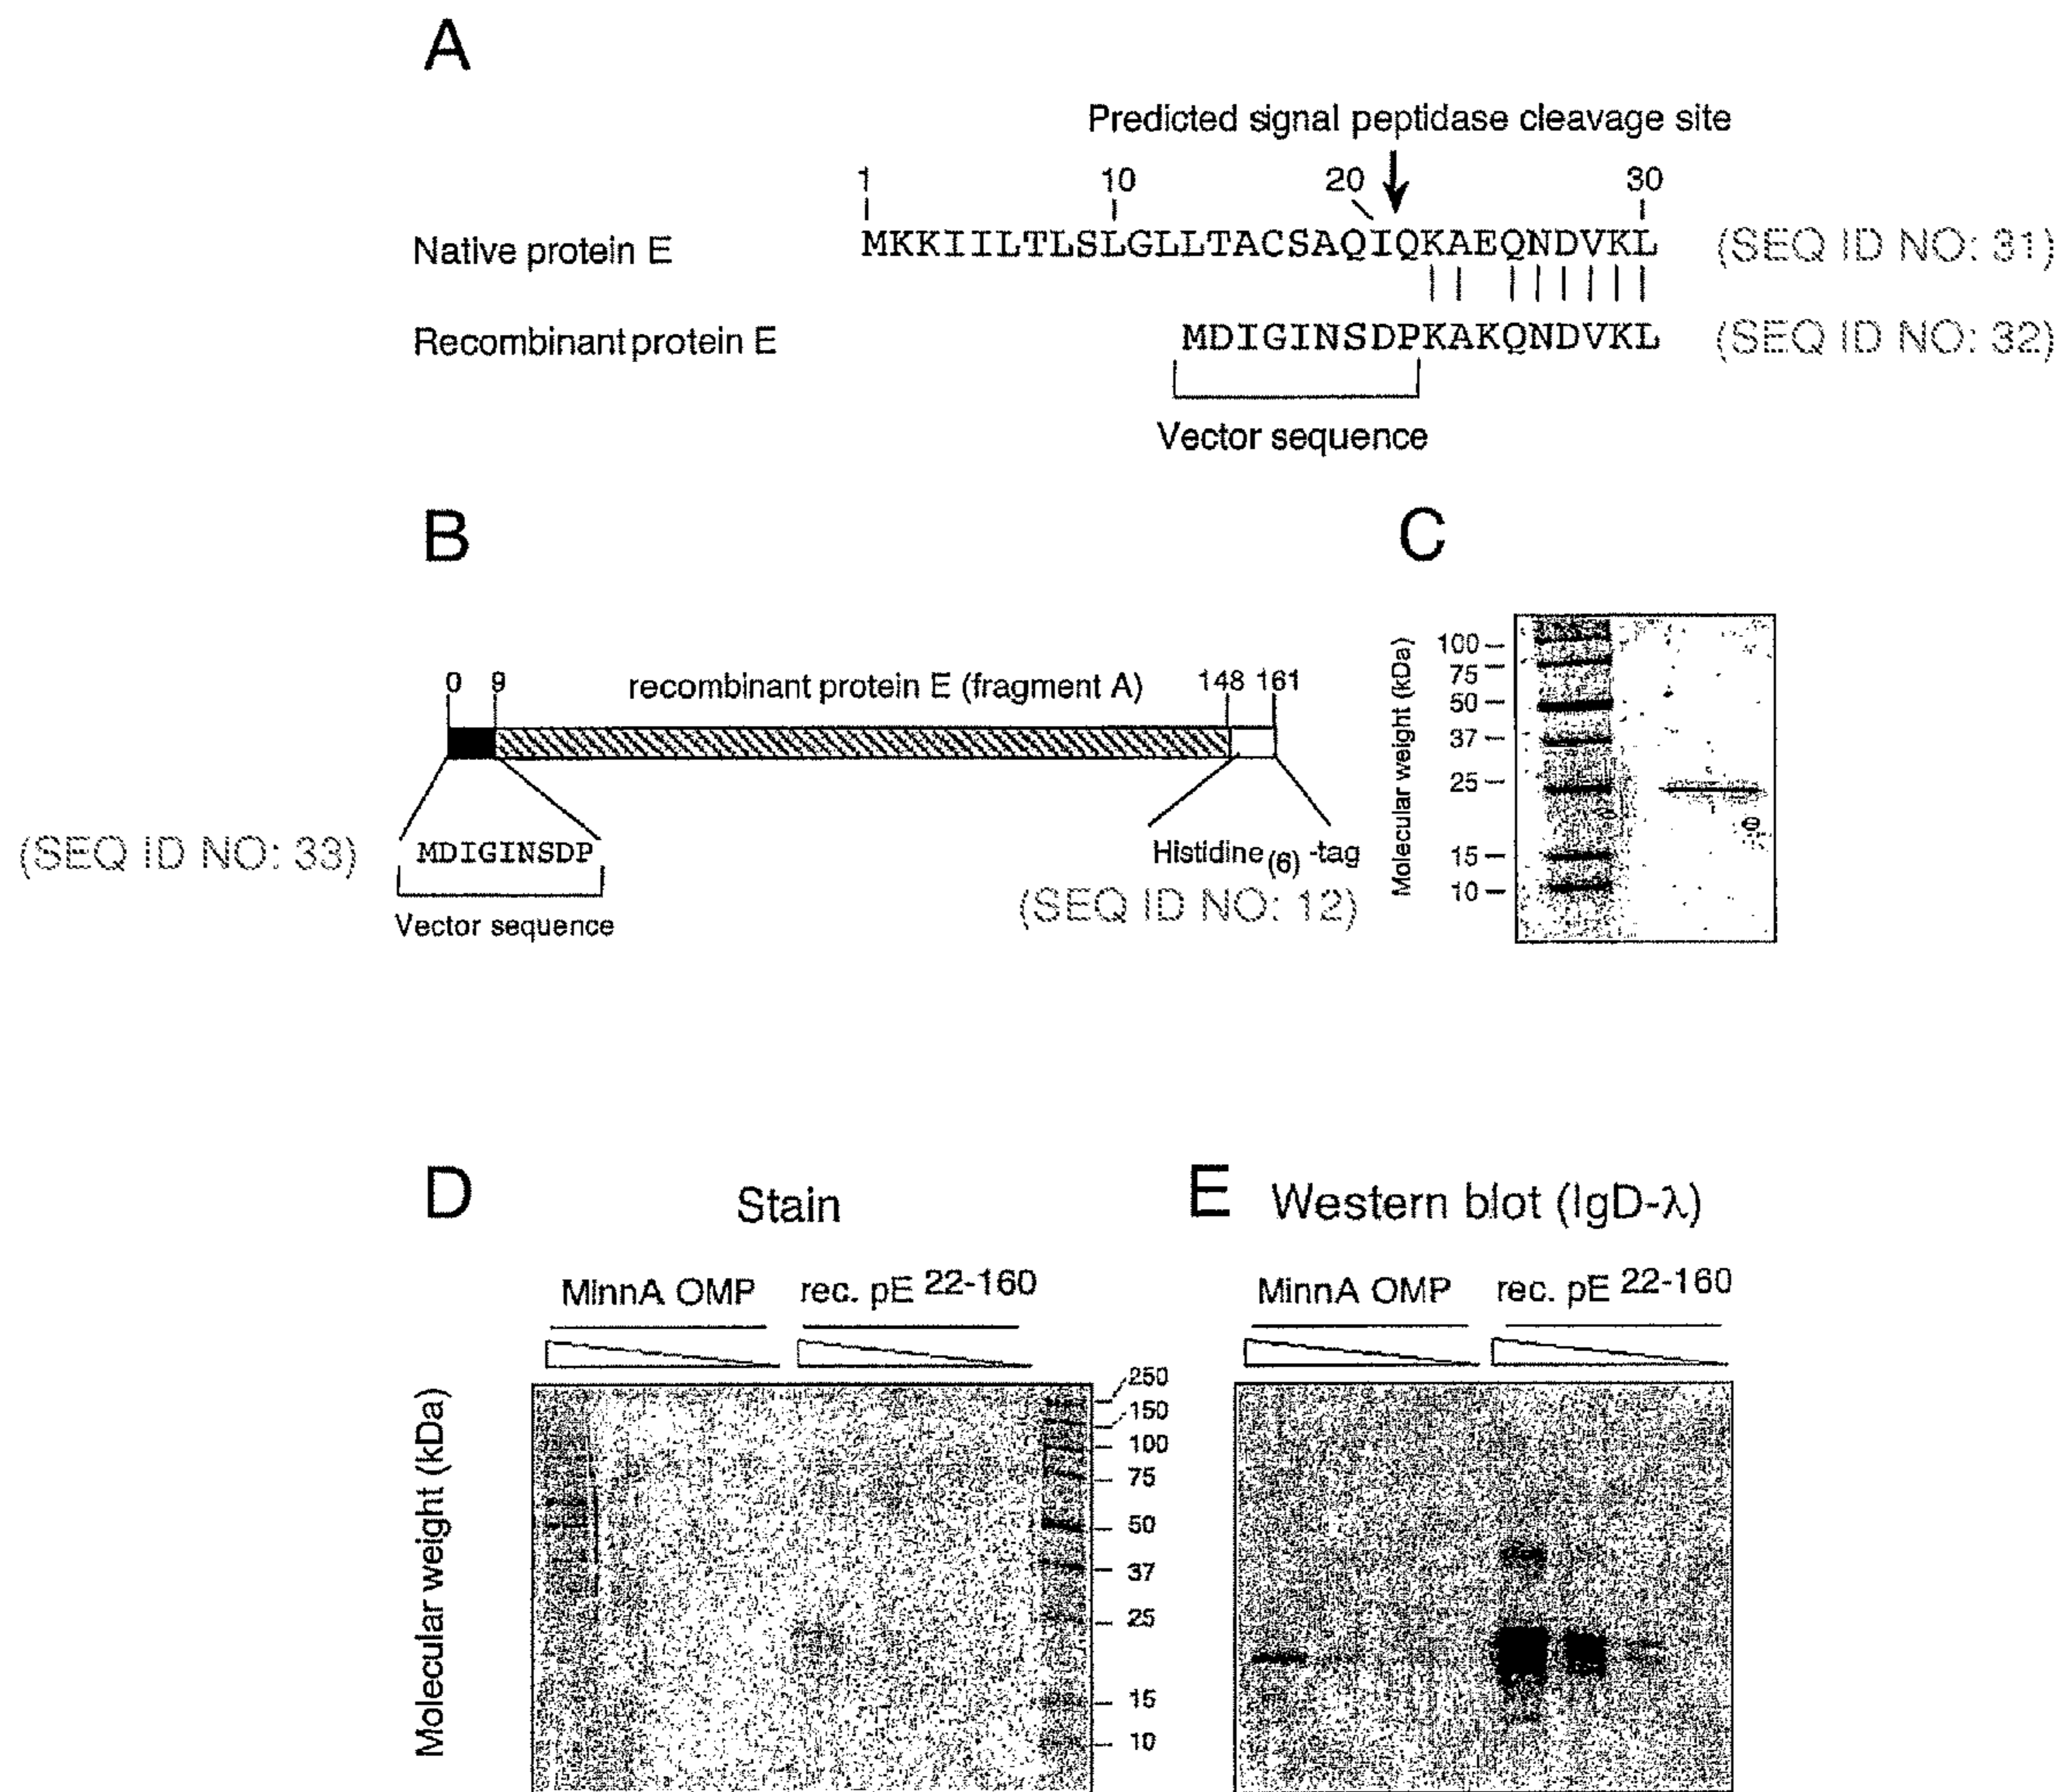 A
Predicted signal peptidase cleavage site
1 10 20 30
Native protein E MKKIILTLSLGLLTACSAQIQKAEQNDVKL (SEQ ID NO: 31)
Recombinant protein E MDIGINSDPKAKQNDVKL (SEQ ID NO: 32)
Vector sequence
B
0 9 recombinant protein E (fragment A) 148 161
(SEQ ID NO: 33) MDIGINSDP
Vector sequence
Histidine(6) -tag
(SEQ ID NO: 12)
C
Molecular weight (kDa)
100
75
50
37
25
15
10
D Stain
MinnA OMP rec. pE 22-160
Molecular weight (kDa)
250
150
100
75
50
37
25
15
10
E Western blot (IgD-λ)
MinnA OMP rec. pE 22-160